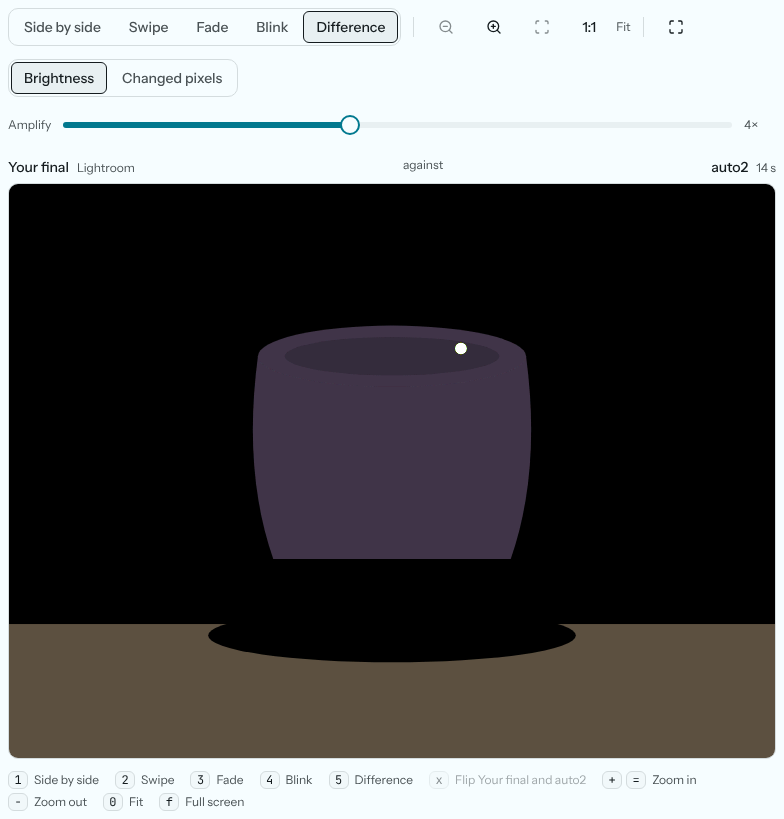 Side by side Swipe Fade Blink Difference 1:1 Fit
Brightness Changed pixels
Amplify 4×
Your final Lightroom against auto2 14 s
1 Side by side 2 Swipe 3 Fade 4 Blink 5 Difference x Flip Your final and auto2 + = Zoom in
- Zoom out 0 Fit f Full screen